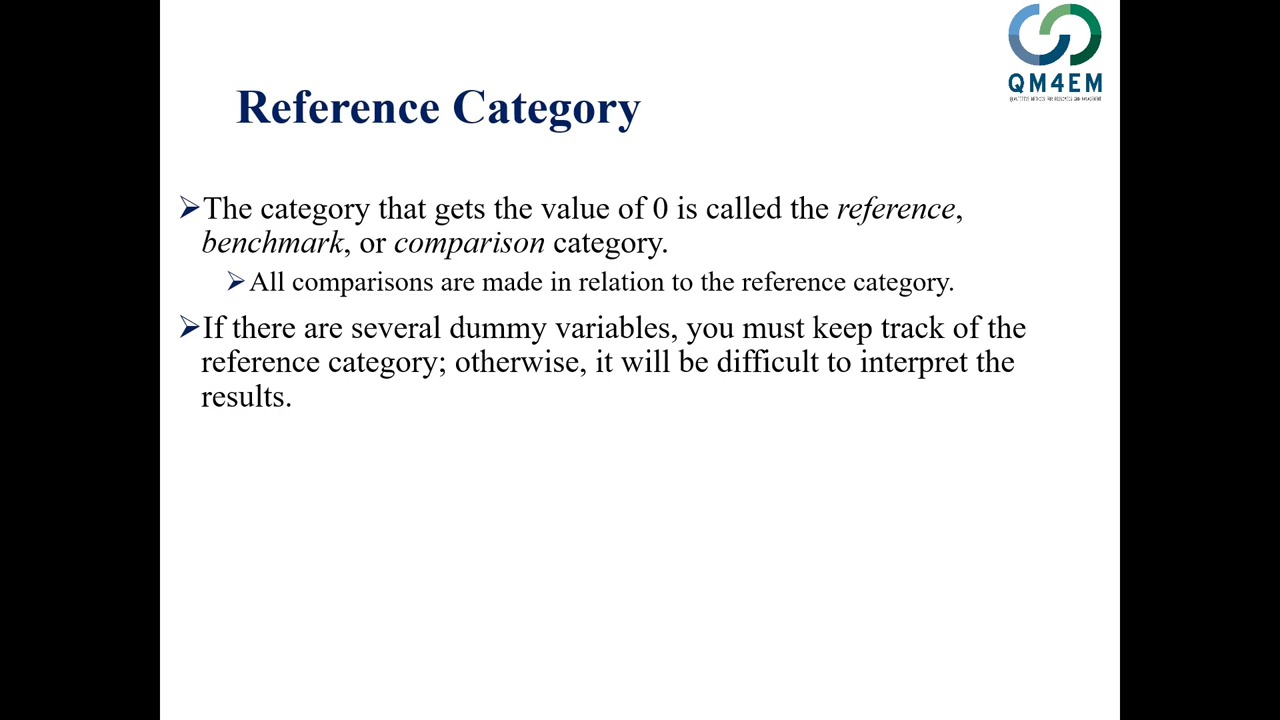 QM4EM
Reference Category
The category that gets the value of 0 is called the reference,
benchmark, or comparison category.
All comparisons are made in relation to the reference category.
If there are several dummy variables, you must keep track of the
reference category; otherwise, it will be difficult to interpret the
results.